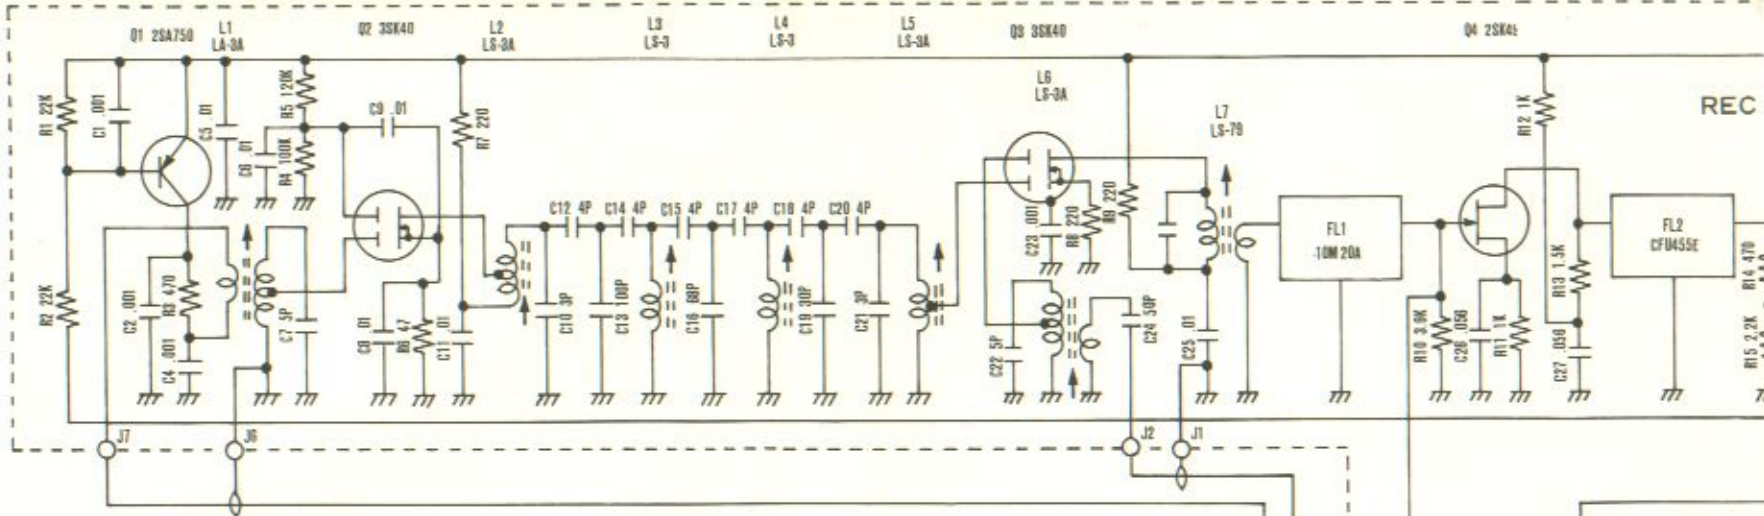 Q1 2SA750
L1
LA-3A
Q2 3SK40
L2
LS-3A
L3
LS-3
L4
LS-3
L5
LS-3A
Q3 3SK40
L6
LS-3A
L7
LS-79
Q4 2SK4
REC
R1 22K
C1 .001
C5 .01
R5 120K
C6 .01
R4 100K
C9 .01
R7 220
R12 1K
C12 4P
C14 4P
C15 4P
C17 4P
C18 4P
C20 4P
C23 .001
R8 220
R9 220
FL1
10M20A
FL2
CFU455E
R2 22K
C2 .001
R3 470
C4 .001
C7 5P
C8 .01
R6 47
C11 .01
C10 3P
C13 100P
C16 68P
C19 30P
C21 3P
C22 5P
C24 50P
C25 .01
R10 3.9K
C26 .056
R11 1K
R13 1.5K
C27 .056
R14 470
R15 2.2K
J7
J6
J2
J1